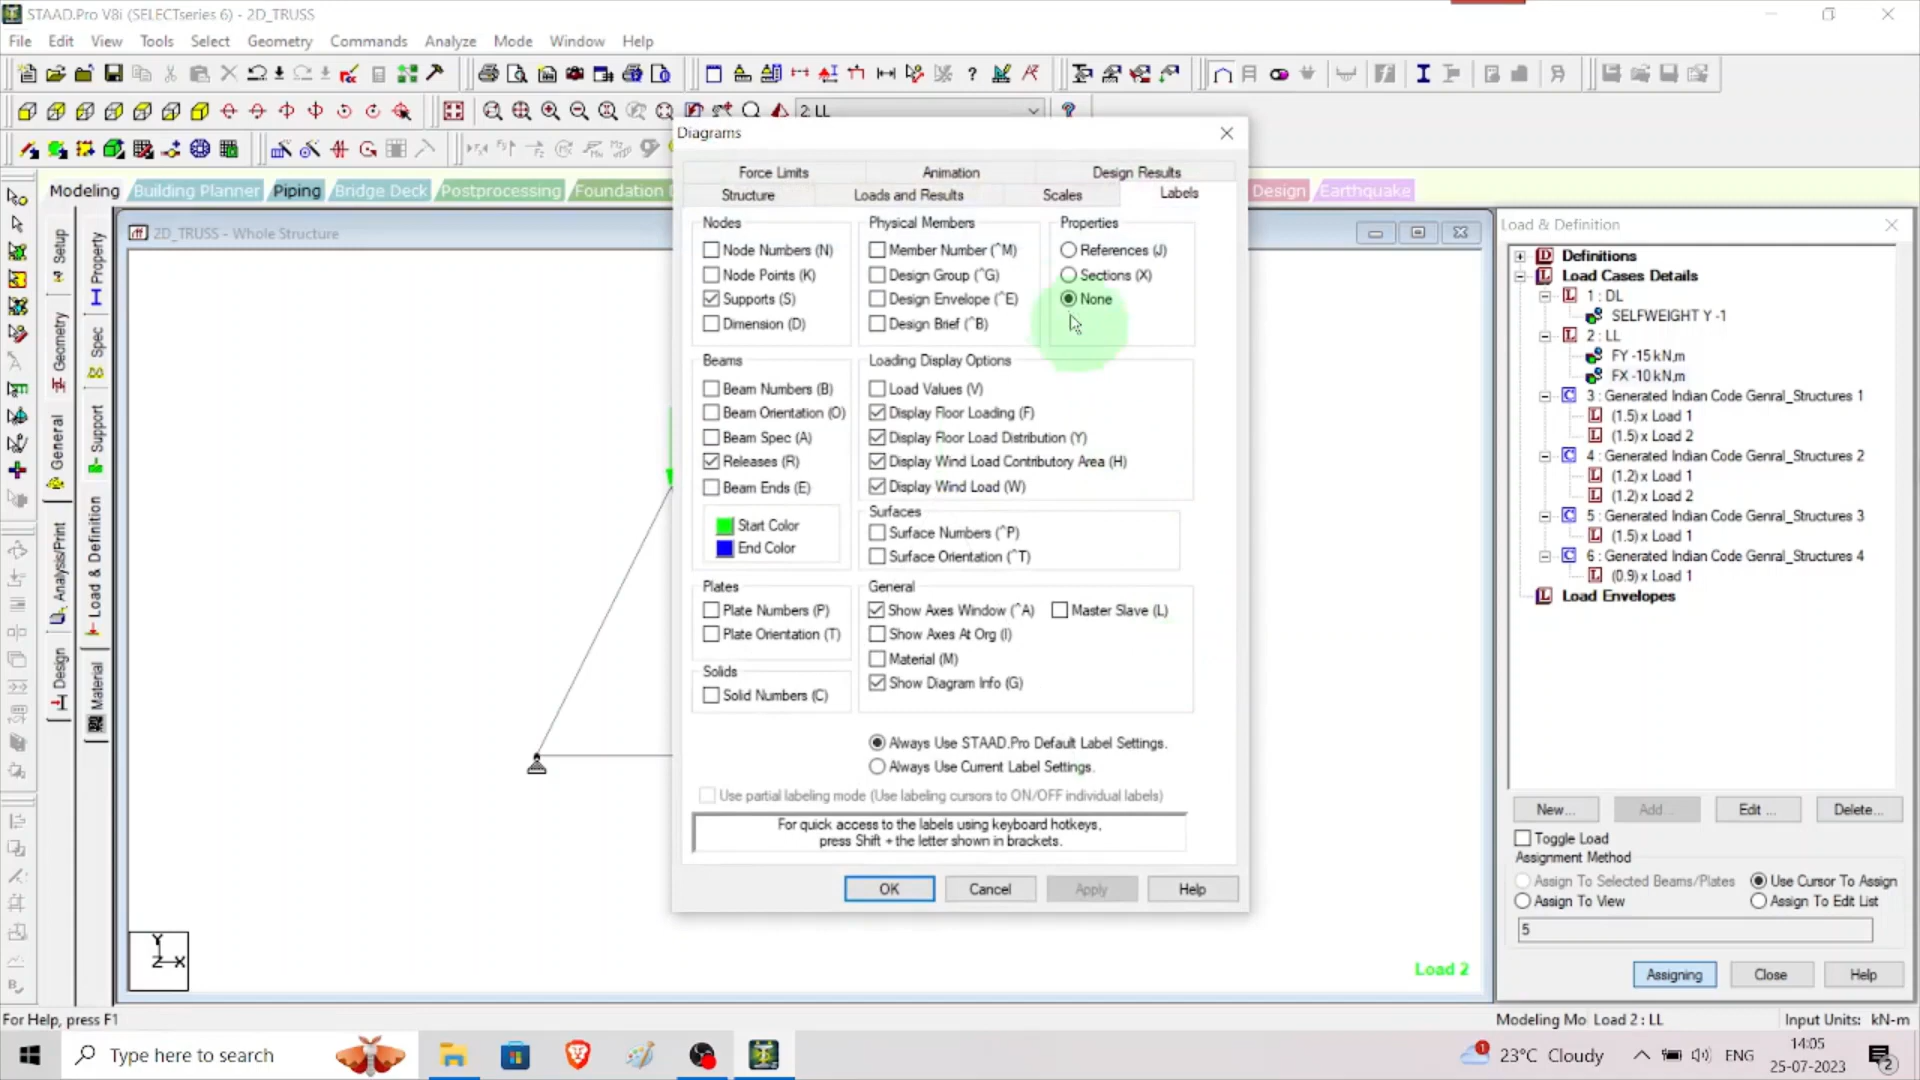 STAAD.Pro V8i (SELECTseries 6) - 2D_TRUSS
File Edit View Tools Select Geometry Commands Analyze Mode Window Help
2: LL
Modeling Building Planner Piping Bridge Deck Postprocessing Foundation D Design Earthquake
2D_TRUSS - Whole Structure
Setup
Geometry
General
Analysis/Print
Design
Property
Spec
Support
Load & Definition
Material
Diagrams
Force Limits Animation Design Results
Structure Loads and Results Scales Labels
Nodes
Node Numbers (N)
Node Points (K)
Supports (S)
Dimension (D)
Physical Members
Member Number (^M)
Design Group (^G)
Design Envelope (^E)
Design Brief (^B)
Properties
References (J)
Sections (X)
None
Beams
Beam Numbers (B)
Beam Orientation (O)
Beam Spec (A)
Releases (R)
Beam Ends (E)
Start Color
End Color
Loading Display Options
Load Values (V)
Display Floor Loading (F)
Display Floor Load Distribution (Y)
Display Wind Load Contributory Area (H)
Display Wind Load (W)
Surfaces
Surface Numbers (^P)
Surface Orientation (^T)
Plates
Plate Numbers (P)
Plate Orientation (T)
Solids
Solid Numbers (C)
General
Show Axes Window (^A) Master Slave (L)
Show Axes At Org (I)
Material (M)
Show Diagram Info (G)
Always Use STAAD.Pro Default Label Settings.
Always Use Current Label Settings.
Use partial labeling mode (Use labeling cursors to ON/OFF individual labels)
For quick access to the labels using keyboard hotkeys,
press Shift + the letter shown in brackets.
OK Cancel Apply Help
Y
Z X
Load 2
Load & Definition
Definitions
Load Cases Details
1 : DL
SELFWEIGHT Y -1
2 : LL
FY -15 kN,m
FX -10 kN,m
3 : Generated Indian Code Genral_Structures 1
(1.5) x Load 1
(1.5) x Load 2
4 : Generated Indian Code Genral_Structures 2
(1.2) x Load 1
(1.2) x Load 2
5 : Generated Indian Code Genral_Structures 3
(1.5) x Load 1
6 : Generated Indian Code Genral_Structures 4
(0.9) x Load 1
Load Envelopes
New... Add... Edit ... Delete...
Toggle Load
Assignment Method
Assign To Selected Beams/Plates Use Cursor To Assign
Assign To View Assign To Edit List
5
Assigning Close Help
For Help, press F1
Modeling Mo Load 2 : LL Input Units: kN-m
Type here to search
1
23°C Cloudy
ENG
14:05
25-07-2023
2